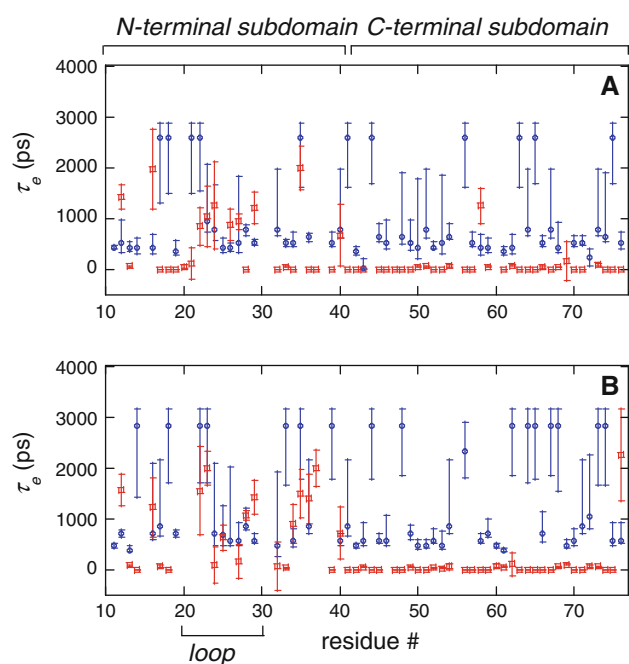 N-terminal subdomain C-terminal subdomain
4000
A
3000
τe (ps)
2000
1000
0
10 20 30 40 50 60 70
4000
B
3000
τe (ps)
2000
1000
0
10 20 30 40 50 60 70
loop
residue #